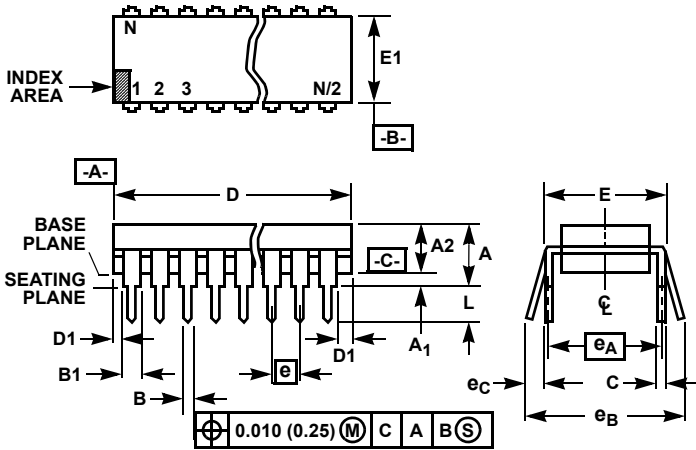 N
E1
INDEX
AREA
1 2 3 N/2
-B-
-A-
D
E
BASE
PLANE
A2
A
-C-
SEATING
PLANE
L
C L
D1
A1
D1
eA
B1
e
eC
C
B
eB
0.010 (0.25) M C A B S